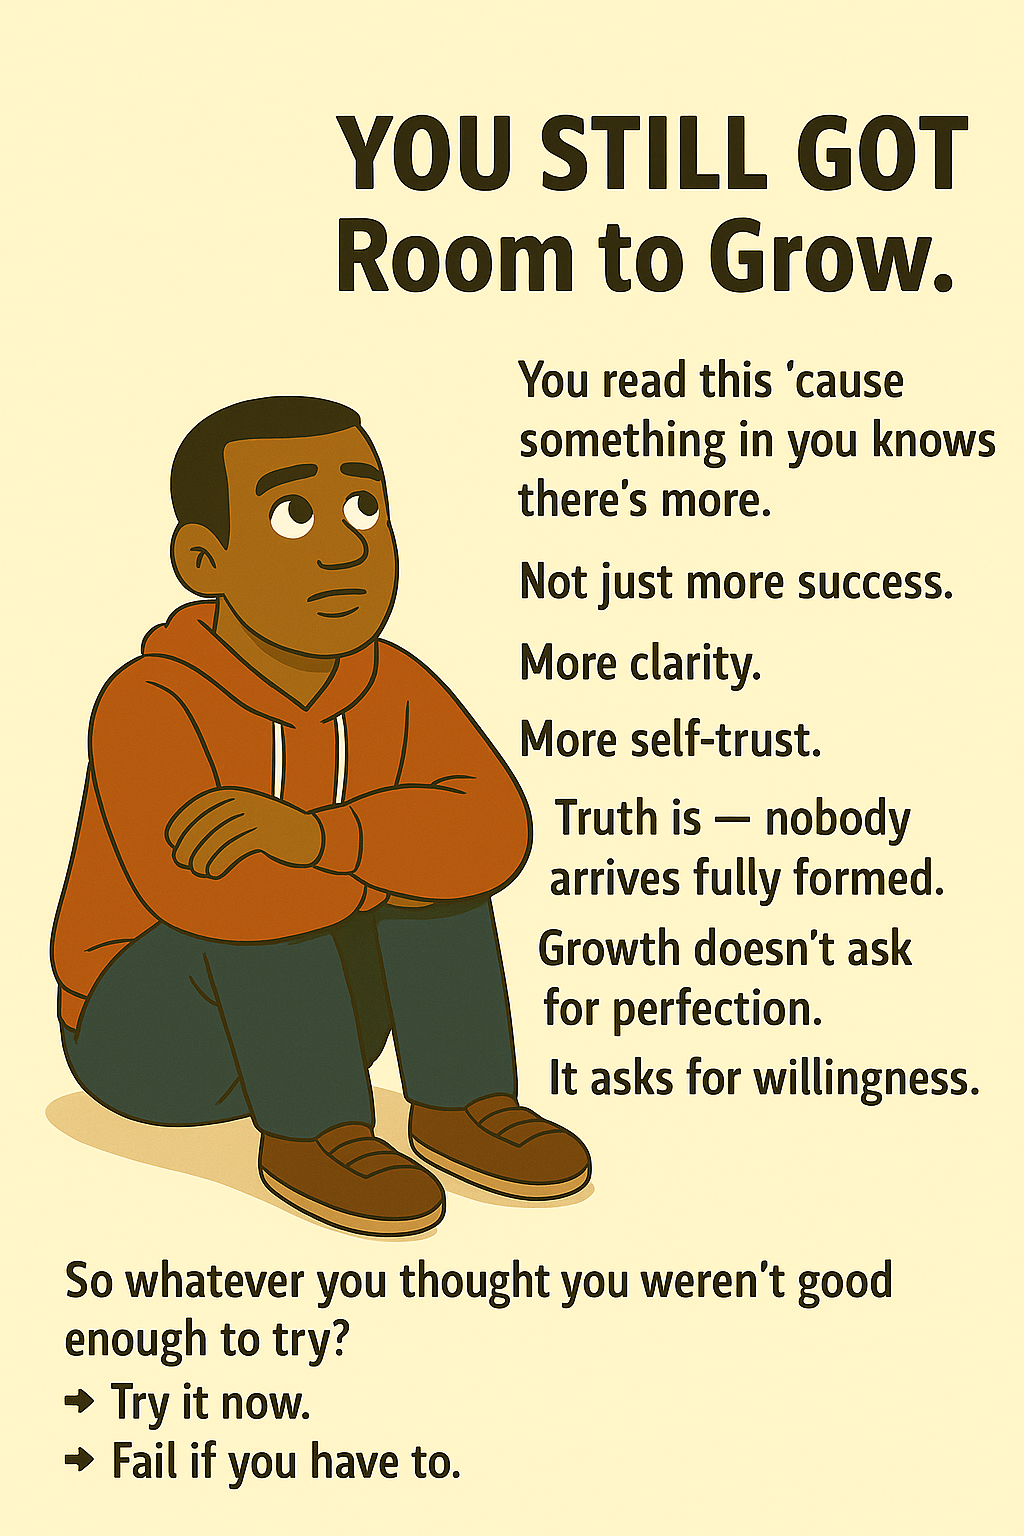 YOU STILL GOT
Room to Grow.
You read this ‘cause
something in you knows
there’s more.
Not just more success.
More clarity.
More self-trust.
Truth is — nobody
arrives fully formed.
Growth doesn’t ask
for perfection.
It asks for willingness.
So whatever you thought you weren’t good
enough to try?
➔ Try it now.
➔ Fail if you have to.